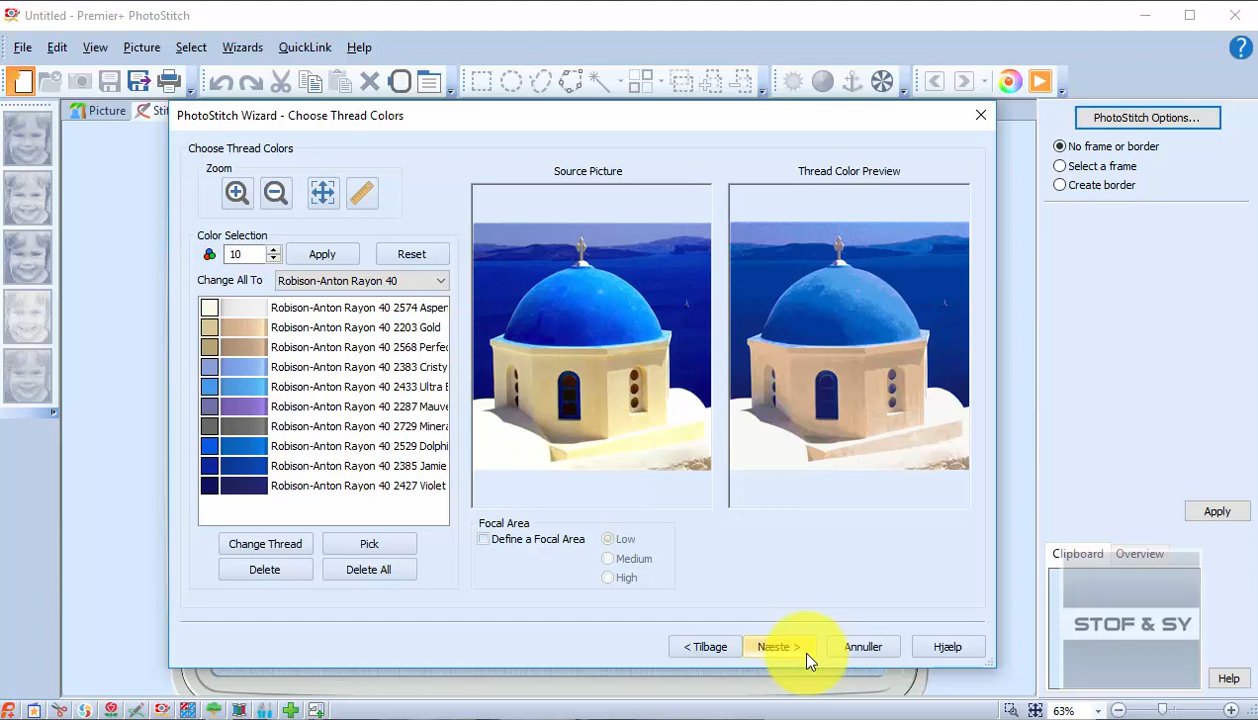 Untitled - Premier+ PhotoStitch
File Edit View Picture Select Wizards QuickLink Help
Picture Stit
PhotoStitch Wizard - Choose Thread Colors
Choose Thread Colors
Zoom
Color Selection
10 Apply Reset
Change All To Robison-Anton Rayon 40
Robison-Anton Rayon 40 2574 Aspen
Robison-Anton Rayon 40 2203 Gold
Robison-Anton Rayon 40 2568 Perfec
Robison-Anton Rayon 40 2383 Cristy
Robison-Anton Rayon 40 2433 Ultra B
Robison-Anton Rayon 40 2287 Mauve
Robison-Anton Rayon 40 2729 Minera
Robison-Anton Rayon 40 2529 Dolphi
Robison-Anton Rayon 40 2385 Jamie
Robison-Anton Rayon 40 2427 Violet
Change Thread Pick
Delete Delete All
Source Picture Thread Color Preview
Focal Area
Define a Focal Area Low
Medium
High
< Tilbage Næste > Annuller Hjælp
PhotoStitch Options...
No frame or border
Select a frame
Create border
Apply
Clipboard Overview
STOF & SY
Help
63%